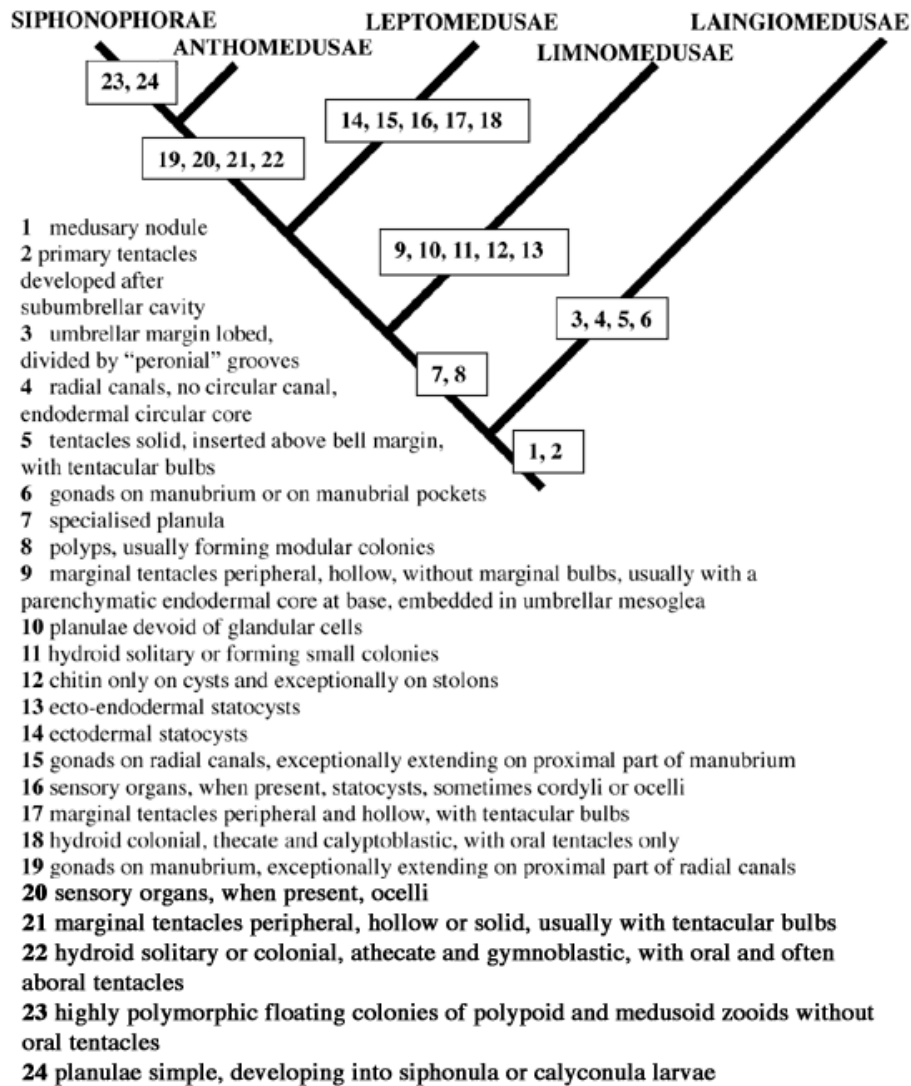 SIPHONOPHORAE
ANTHOMEDUSAE
LEPTOMEDUSAE
LIMNOMEDUSAE
LAINGIOMEDUSAE
23, 24
14, 15, 16, 17, 18
19, 20, 21, 22
9, 10, 11, 12, 13
3, 4, 5, 6
7, 8
1, 2
1 medusary nodule
2 primary tentacles
developed after
subumbrellar cavity
3 umbrellar margin lobed,
divided by “peronial” grooves
4 radial canals, no circular canal,
endodermal circular core
5 tentacles solid, inserted above bell margin,
with tentacular bulbs
6 gonads on manubrium or on manubrial pockets
7 specialised planula
8 polyps, usually forming modular colonies
9 marginal tentacles peripheral, hollow, without marginal bulbs, usually with a
parenchymatic endodermal core at base, embedded in umbrellar mesoglea
10 planulae devoid of glandular cells
11 hydroid solitary or forming small colonies
12 chitin only on cysts and exceptionally on stolons
13 ecto-endodermal statocysts
14 ectodermal statocysts
15 gonads on radial canals, exceptionally extending on proximal part of manubrium
16 sensory organs, when present, statocysts, sometimes cordyli or ocelli
17 marginal tentacles peripheral and hollow, with tentacular bulbs
18 hydroid colonial, thecate and calyptoblastic, with oral tentacles only
19 gonads on manubrium, exceptionally extending on proximal part of radial canals
20 sensory organs, when present, ocelli
21 marginal tentacles peripheral, hollow or solid, usually with tentacular bulbs
22 hydroid solitary or colonial, athecate and gymnoblastic, with oral and often
aboral tentacles
23 highly polymorphic floating colonies of polypoid and medusoid zooids without
oral tentacles
24 planulae simple, developing into siphonula or calyconula larvae